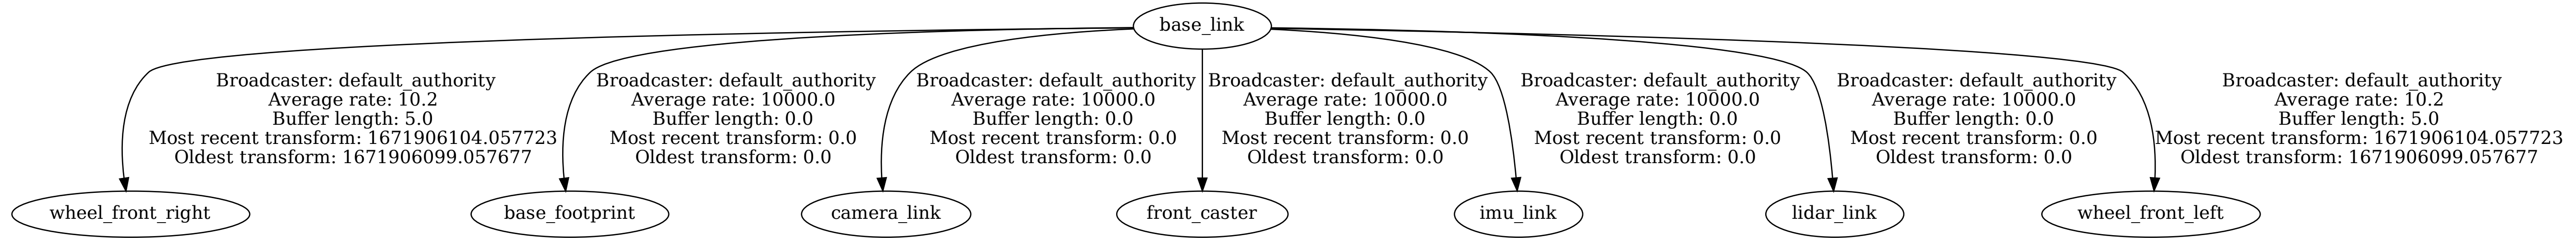 base_link
Broadcaster: default_authority
Average rate: 10.2
Buffer length: 5.0
Most recent transform: 1671906104.057723
Oldest transform: 1671906099.057677
Broadcaster: default_authority
Average rate: 10000.0
Buffer length: 0.0
Most recent transform: 0.0
Oldest transform: 0.0
Broadcaster: default_authority
Average rate: 10000.0
Buffer length: 0.0
Most recent transform: 0.0
Oldest transform: 0.0
Broadcaster: default_authority
Average rate: 10000.0
Buffer length: 0.0
Most recent transform: 0.0
Oldest transform: 0.0
Broadcaster: default_authority
Average rate: 10000.0
Buffer length: 0.0
Most recent transform: 0.0
Oldest transform: 0.0
Broadcaster: default_authority
Average rate: 10000.0
Buffer length: 0.0
Most recent transform: 0.0
Oldest transform: 0.0
Broadcaster: default_authority
Average rate: 10.2
Buffer length: 5.0
Most recent transform: 1671906104.057723
Oldest transform: 1671906099.057677
wheel_front_right
base_footprint
camera_link
front_caster
imu_link
lidar_link
wheel_front_left